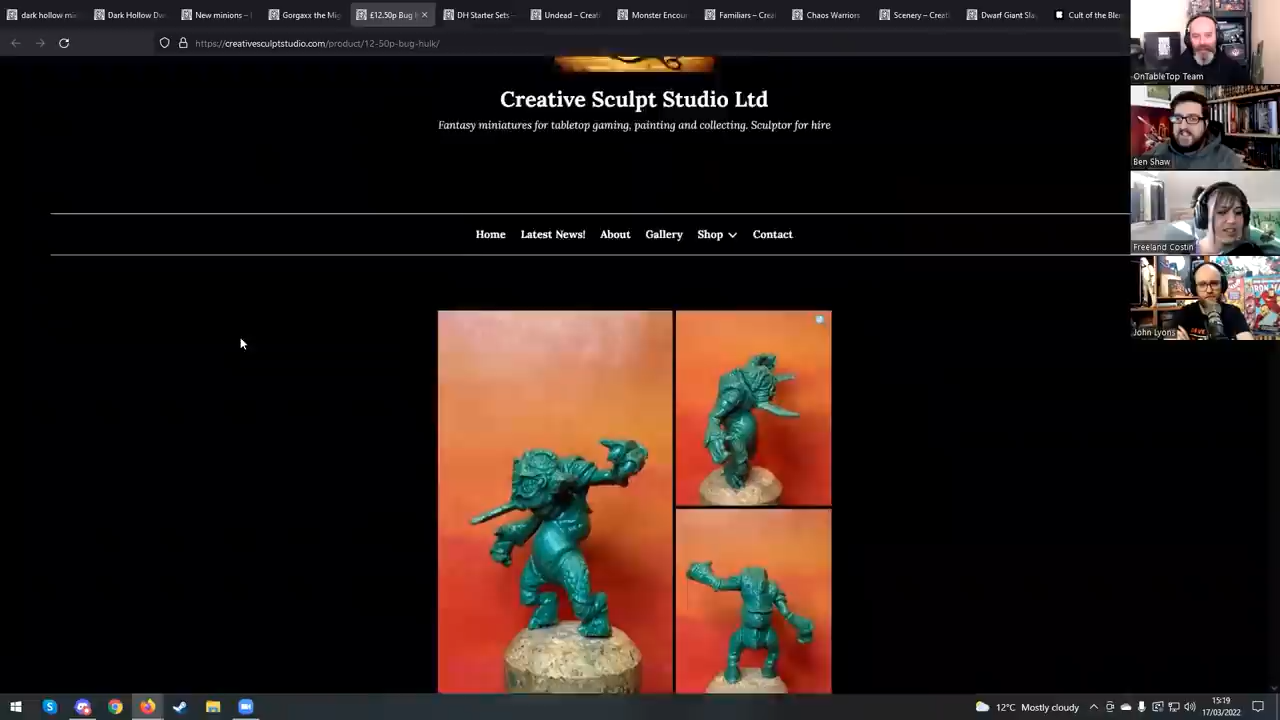 dark hollow mi
Dark Hollow Dw
New minions – 
Gorgaxx the Mig
£12.50p Bug
DH Starter Set
Undead – Creat
Monster Encou
Familiars – Crea
Chaos Warriors
Scenery – Creat
Dwarf Giant Sla
Cult of the Ble
https://creativesculptstudio.com/product/12-50p-bug-hulk/
Creative Sculpt Studio Ltd
Fantasy miniatures for tabletop gaming, painting and collecting. Sculptor for hire
Home Latest News! About Gallery Shop Contact
OnTableTop Team
Ben Shaw
Freeland Costin
John Lyons
12°C Mostly cloudy
15:19
17/03/2022